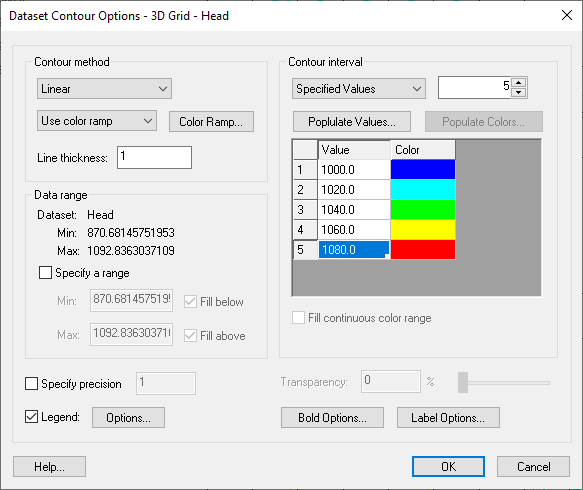 Dataset Contour Options - 3D Grid - Head
Contour method
Linear
Use color ramp
Color Ramp...
Line thickness: 1
Data range
Dataset: Head
Min: 870.68145751953
Max: 1092.8363037109
Specify a range
Min: 870.6814575195
Fill below
Max: 1092.836303710
Fill above
Specify precision 1
Legend: Options...
Contour interval
Specified Values 5
Poplulate Values... Populate Colors...
Value Color
1 1000.0
2 1020.0
3 1040.0
4 1060.0
5 1080.0
Fill continuous color range
Transparency: 0 %
Bold Options... Label Options...
Help... OK Cancel